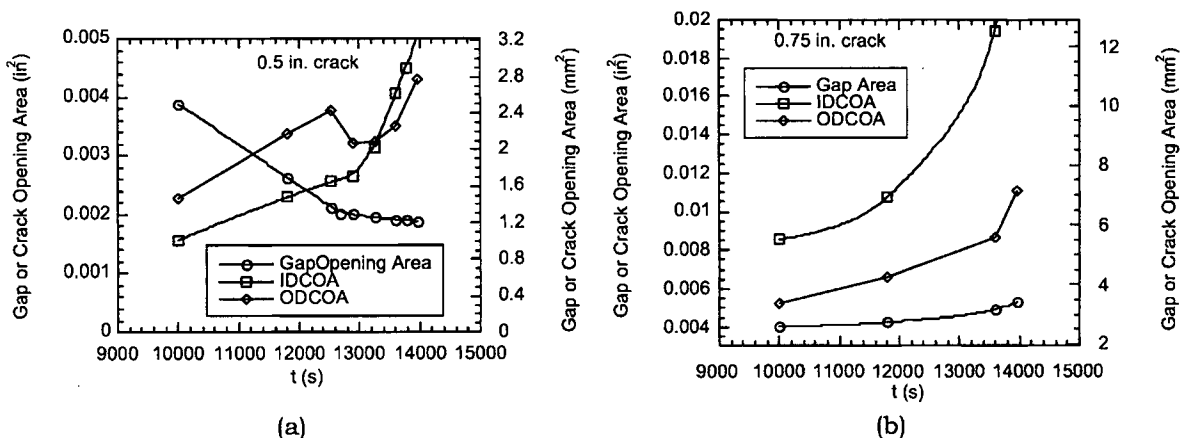 (a)
0.5 in. crack
Gap or Crack Opening Area (in²)
0.005
0.004
0.003
0.002
0.001
0
3.2
2.8
2.4
2
1.6
1.2
0.8
0.4
0
Gap or Crack Opening Area (mm²)
GapOpening Area
IDCOA
ODCOA
9000 10000 11000 12000 13000 14000 15000
t (s)
(a)
(b)
0.75 in. crack
Gap or Crack Opening Area (in²)
0.02
0.018
0.016
0.014
0.012
0.01
0.008
0.006
0.004
12
10
8
6
4
2
Gap or Crack Opening Area (mm²)
Gap Area
IDCOA
ODCOA
9000 10000 11000 12000 13000 14000 15000
t (s)
(b)